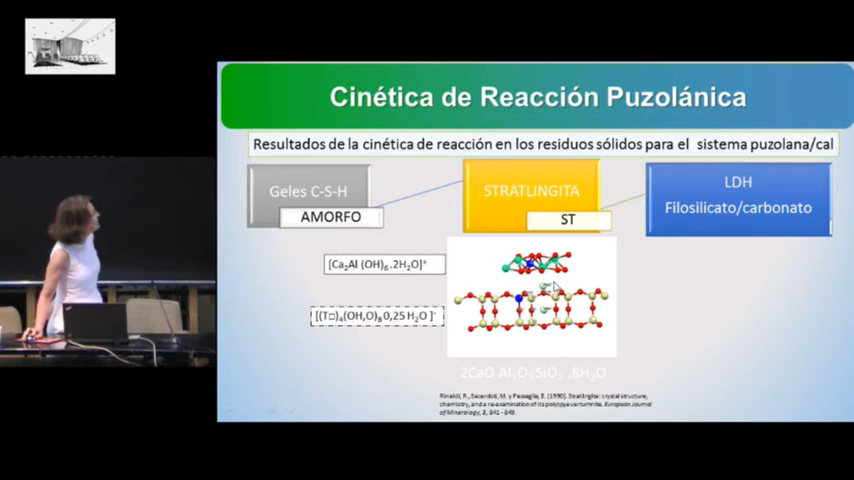 Cinética de Reacción Puzolánica
Resultados de la cinética de reacción en los residuos sólidos para el sistema puzolana/cal
Geles C-S-H
AMORFO
STRATLINGITA
ST
LDH
Filosilicato/carbonato
[Ca₂Al (OH)₆.2H₂O]⁺
[(T□)₄(OH,O)₈ 0,25 H₂O ]⁻
2CaO Al₂O₃SiO₂ .8H₂O
Rinaldi, R., Sacerdoti, M. y Passaglia, E. (1990). Stratlingite: crystal structure,
chemistry, and a re-examination of its polytpye vertumnite. European Journal
of Mineralogy, 2, 841 - 849.